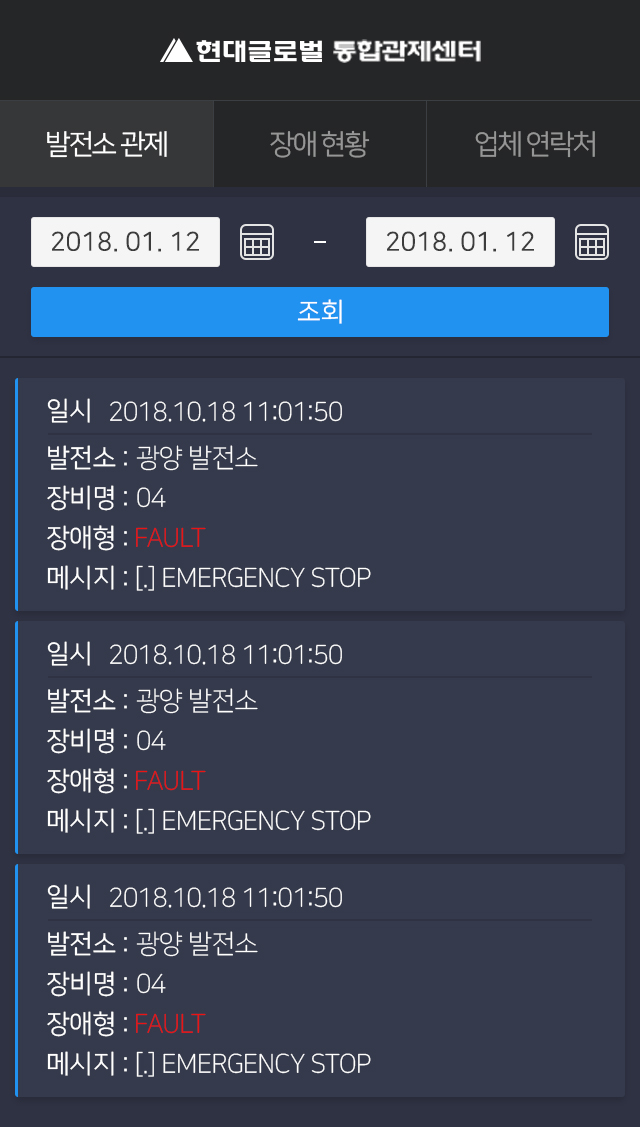 현대글로벌 통합관제센터
발전소 관제 장애 현황 업체 연락처
2018. 01. 12 – 2018. 01. 12
조회
일시 2018.10.18 11:01:50
발전소 : 광양 발전소
장비명 : 04
장애형 : FAULT
메시지 : [.] EMERGENCY STOP
일시 2018.10.18 11:01:50
발전소 : 광양 발전소
장비명 : 04
장애형 : FAULT
메시지 : [.] EMERGENCY STOP
일시 2018.10.18 11:01:50
발전소 : 광양 발전소
장비명 : 04
장애형 : FAULT
메시지 : [.] EMERGENCY STOP